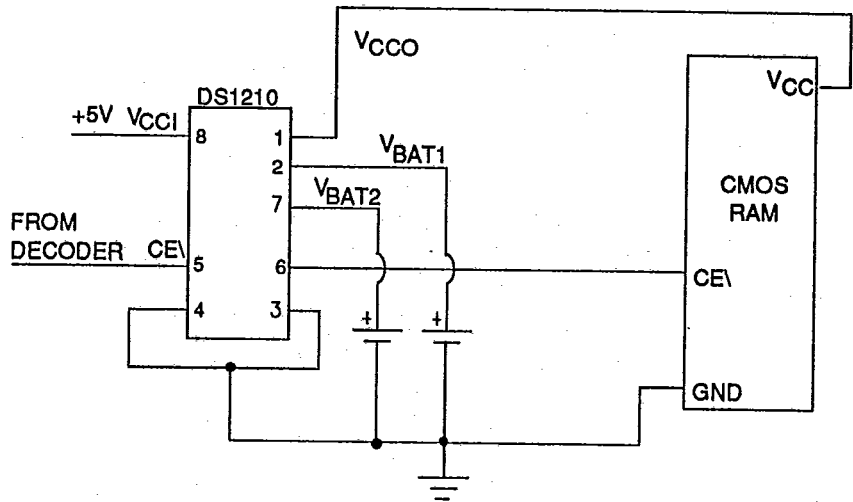 VCCO
VCC
DS1210
+5V VCCI
8
1
2
VBAT1
7
VBAT2
CMOS
RAM
FROM
DECODER CE\
5
6
CE\
4
3
+
+
GND